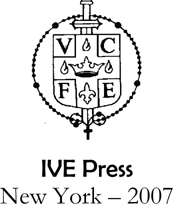 V C
F E
IVE Press
New York – 2007